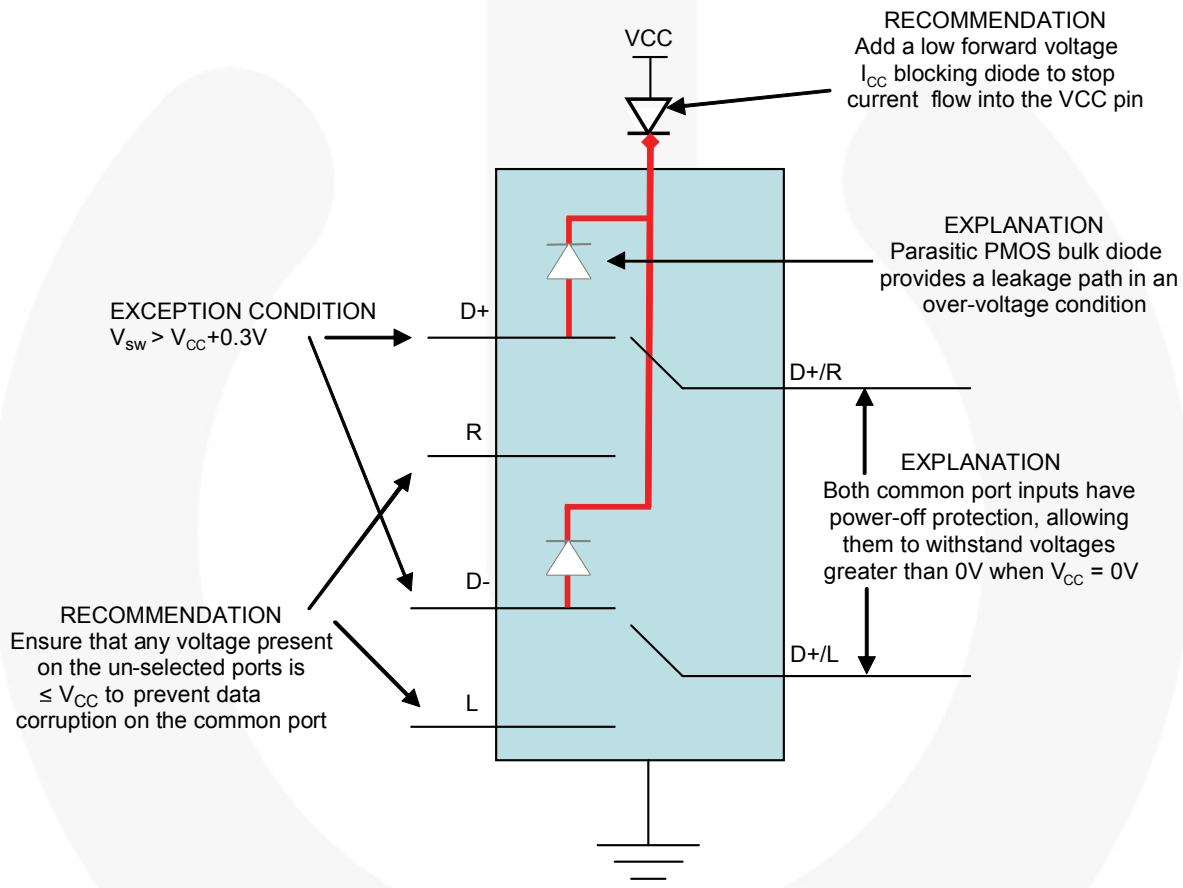 RECOMMENDATION
Add a low forward voltage
ICC blocking diode to stop
current flow into the VCC pin
VCC
EXPLANATION
Parasitic PMOS bulk diode
provides a leakage path in an
over-voltage condition
EXCEPTION CONDITION
Vsw > VCC+0.3V
D+
D+/R
R
EXPLANATION
Both common port inputs have
power-off protection, allowing
them to withstand voltages
greater than 0V when VCC = 0V
D-
RECOMMENDATION
Ensure that any voltage present
on the un-selected ports is
≤ VCC to prevent data
corruption on the common port
D+/L
L